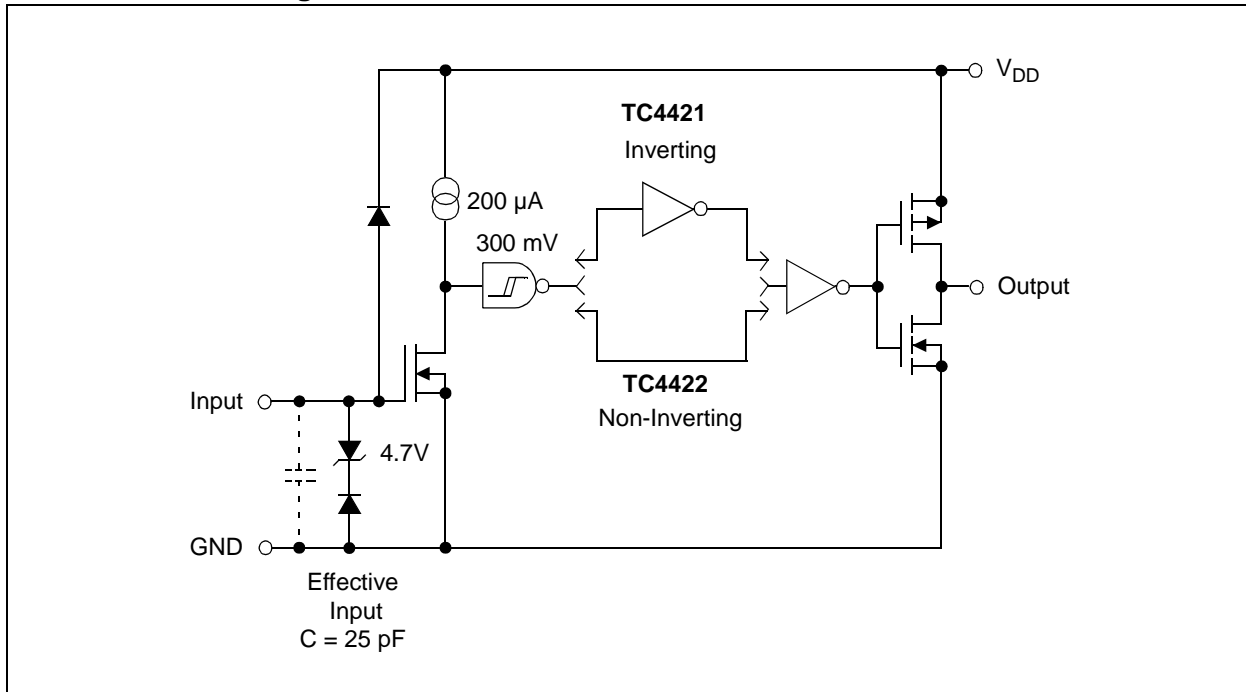 V_DD
TC4421
Inverting
200 µA
300 mV
Output
TC4422
Non-Inverting
Input
4.7V
GND
Effective
Input
C = 25 pF